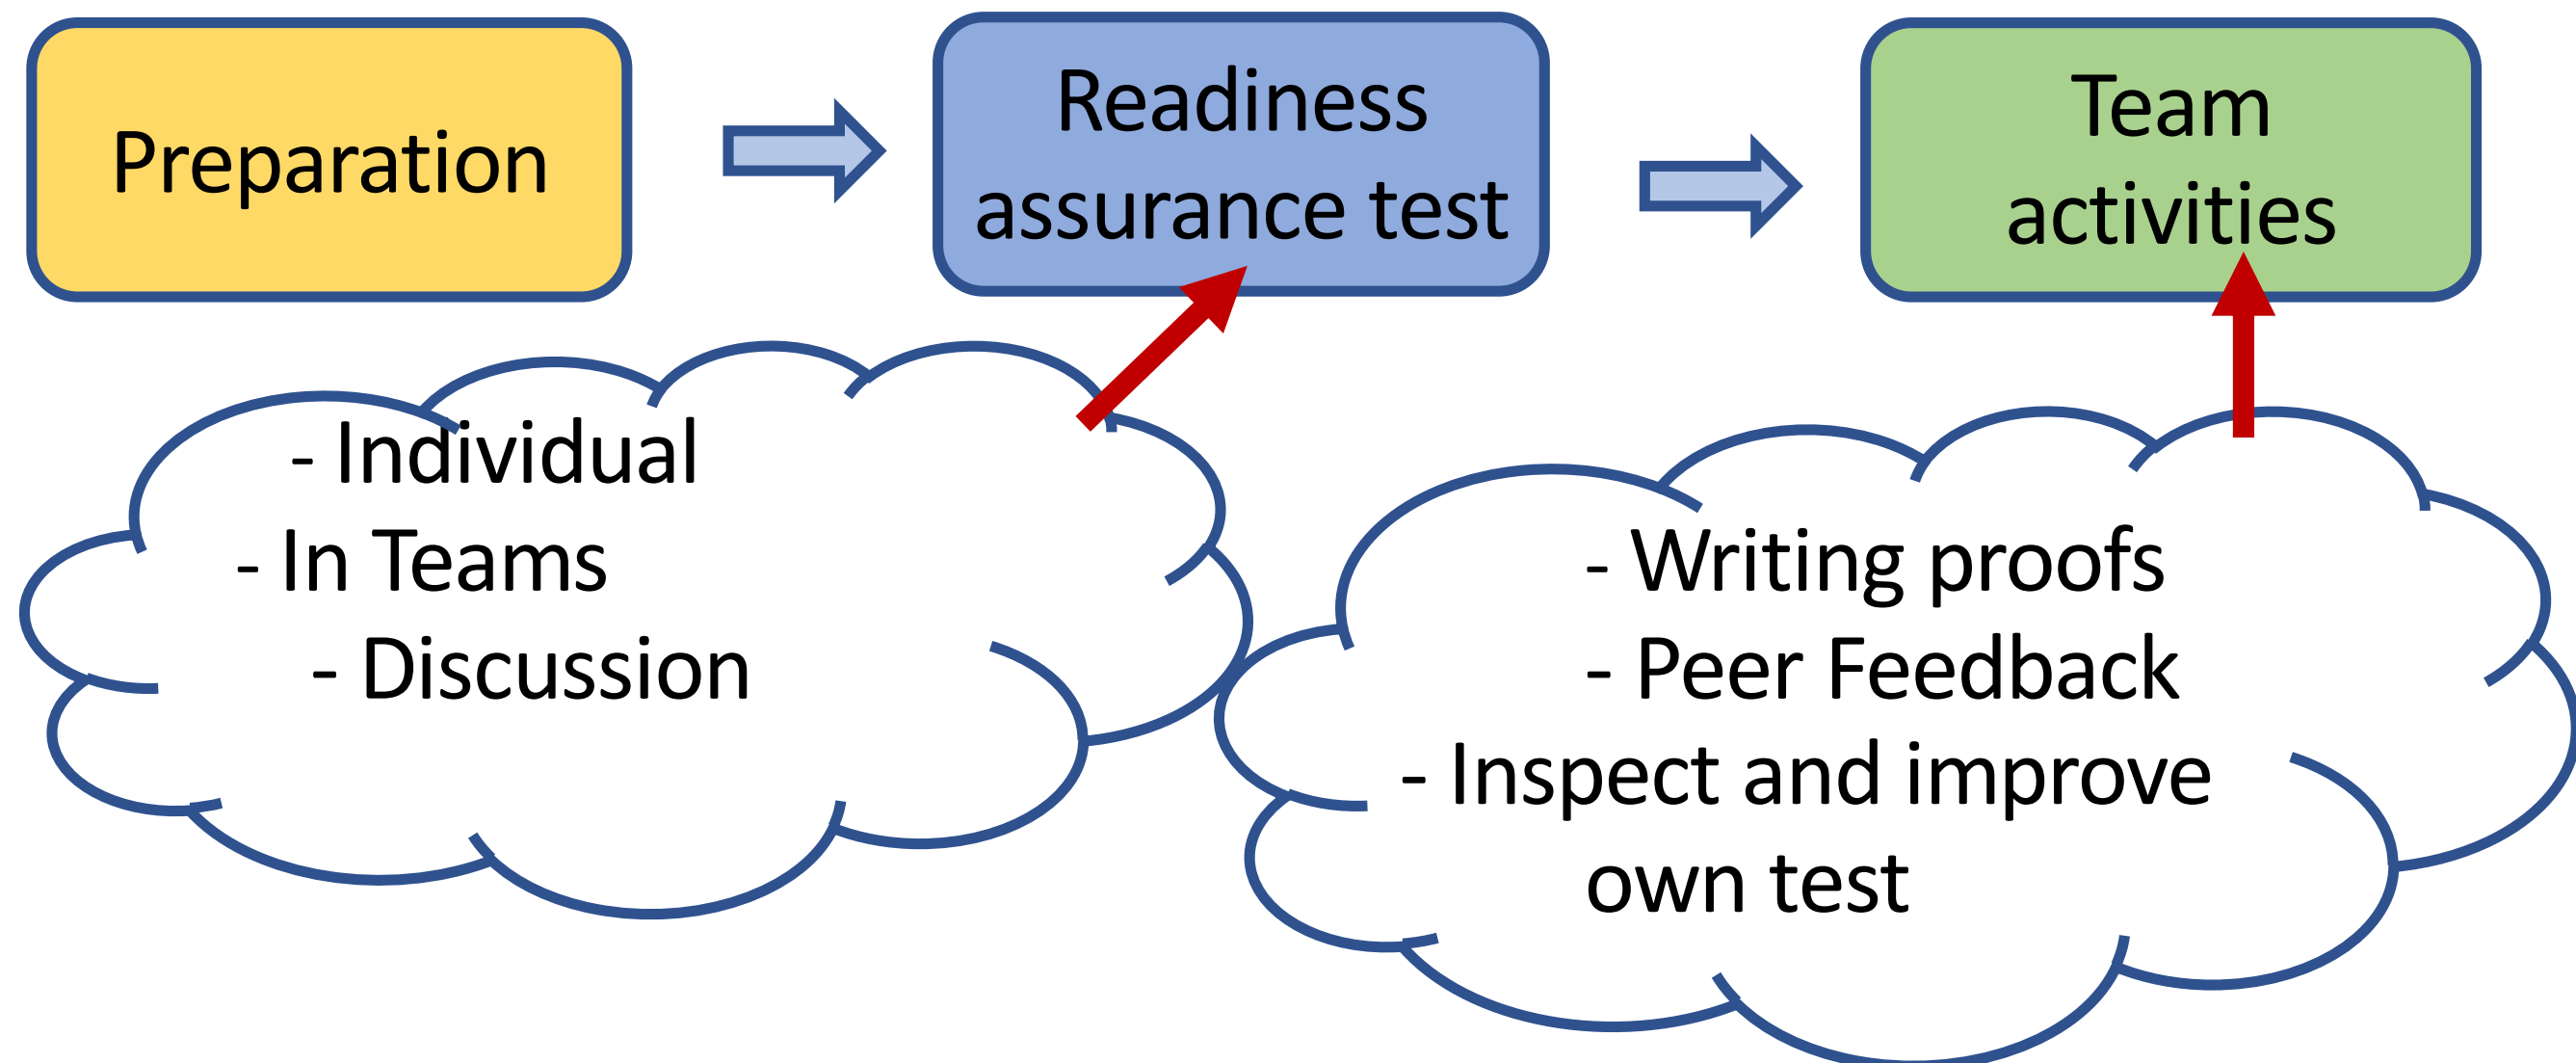 Preparation
Readiness
assurance test
Team
activities
- Individual
- In Teams
- Discussion
- Writing proofs
- Peer Feedback
- Inspect and improve
own test